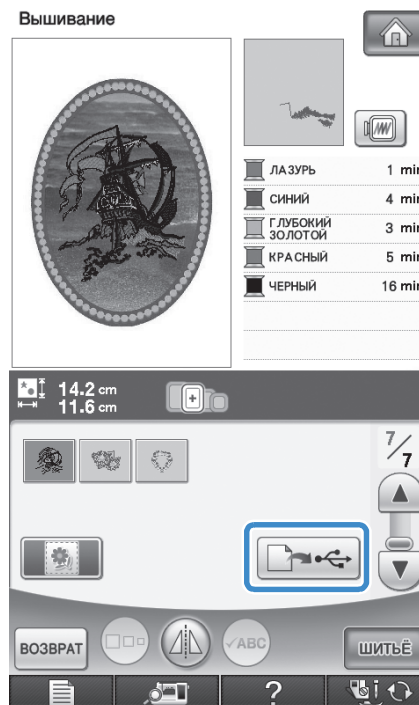 Вышивание
ЛАЗУРЬ 1 min
СИНИЙ 4 min
ГЛУБОКИЙ
ЗОЛОТОЙ 3 min
КРАСНЫЙ 5 min
ЧЕРНЫЙ 16 min
14.2 cm
11.6 cm
7/7
ВОЗВРАТ
ABC
ШИТЬЁ
?